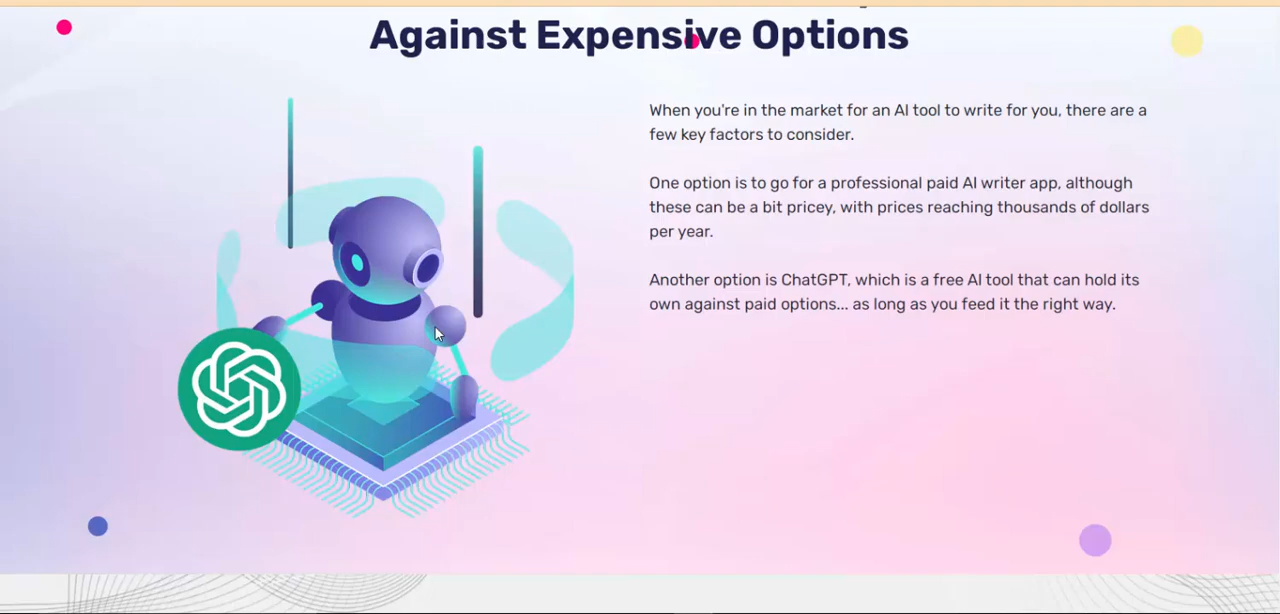 Against Expensive Options
When you're in the market for an AI tool to write for you, there are a
few key factors to consider.
One option is to go for a professional paid AI writer app, although
these can be a bit pricey, with prices reaching thousands of dollars
per year.
Another option is ChatGPT, which is a free AI tool that can hold its
own against paid options... as long as you feed it the right way.